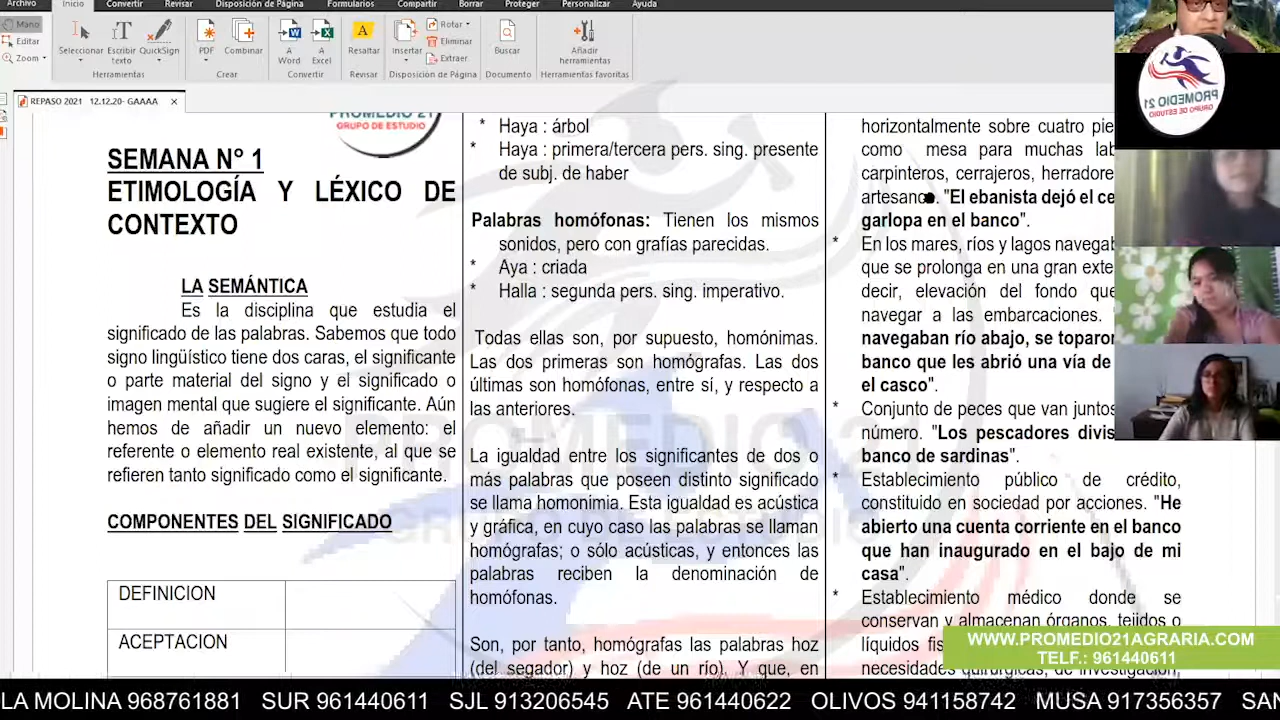 Archivo Inicio Convertir Revisar Disposición de Página Formularios Compartir Borrar Proteger Personalizar Ayuda
Mano
Editar
Zoom
Seleccionar
Escribir texto
QuickSign
Herramientas
PDF
Combinar
Crear
A Word
A Excel
Convertir
Resaltar
Revisar
Insertar
Rotar
Eliminar
Extraer
Disposición de Página
Buscar
Documento
Añadir herramientas
Herramientas favoritas
REPASO 2021 12.12.20- GAAAA
PROMEDIO 21
GRUPO DE ESTUDIO
SEMANA N° 1
ETIMOLOGÍA Y LÉXICO DE
CONTEXTO
LA SEMÁNTICA
Es la disciplina que estudia el
significado de las palabras. Sabemos que todo
signo lingüístico tiene dos caras, el significante
o parte material del signo y el significado o
imagen mental que sugiere el significante. Aún
hemos de añadir un nuevo elemento: el
referente o elemento real existente, al que se
refieren tanto significado como el significante.
COMPONENTES DEL SIGNIFICADO
DEFINICION
ACEPTACION
* Haya : árbol
* Haya : primera/tercera pers. sing. presente
de subj. de haber
Palabras homófonas: Tienen los mismos
sonidos, pero con grafías parecidas.
* Aya : criada
* Halla : segunda pers. sing. imperativo.
Todas ellas son, por supuesto, homónimas.
Las dos primeras son homógrafas. Las dos
últimas son homófonas, entre sí, y respecto a
las anteriores.
La igualdad entre los significantes de dos o
más palabras que poseen distinto significado
se llama homonimia. Esta igualdad es acústica
y gráfica, en cuyo caso las palabras se llaman
homógrafas; o sólo acústicas, y entonces las
palabras reciben la denominación de
homófonas.
Son, por tanto, homógrafas las palabras hoz
(del segador) y hoz (de un río). Y que, en
horizontalmente sobre cuatro pie
como mesa para muchas lab
carpinteros, cerrajeros, herradore
artesano. "El ebanista dejó el ce
garlopa en el banco".
* En los mares, ríos y lagos navegab
que se prolonga en una gran exte
decir, elevación del fondo que
navegar a las embarcaciones. "
navegaban río abajo, se toparon
banco que les abrió una vía de
el casco".
* Conjunto de peces que van juntos
número. "Los pescadores divis
banco de sardinas".
* Establecimiento público de crédito,
constituido en sociedad por acciones. "He
abierto una cuenta corriente en el banco
que han inaugurado en el bajo de mi
casa".
* Establecimiento médico donde se
conservan y almacenan órganos, tejidos o
líquidos fis
necesidades quirúrgicas, de investigación,
PROMEDIO 21
WWW.PROMEDIO21AGRARIA.COM
TELF.: 961440611
LA MOLINA 968761881 SUR 961440611 SJL 913206545 ATE 961440622 OLIVOS 941158742 MUSA 917356357 SAN